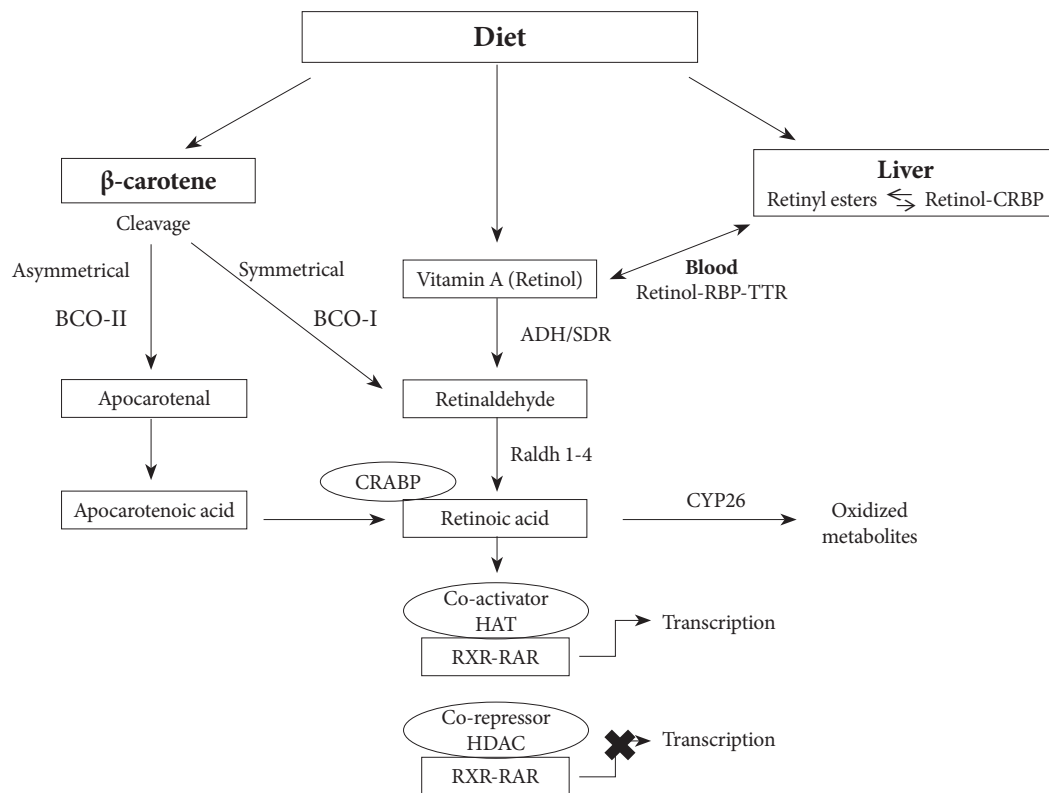 Diet
β-carotene
Liver
Retinyl esters
Retinol-CRBP
Cleavage
Asymmetrical
Symmetrical
BCO-II
BCO-I
Vitamin A (Retinol)
Blood
Retinol-RBP-TTR
ADH/SDR
Apocarotenal
Retinaldehyde
Raldh 1-4
CRABP
Apocarotenoic acid
Retinoic acid
CYP26
Oxidized
metabolites
Co-activator
HAT
RXR-RAR
Transcription
Co-repressor
HDAC
RXR-RAR
Transcription